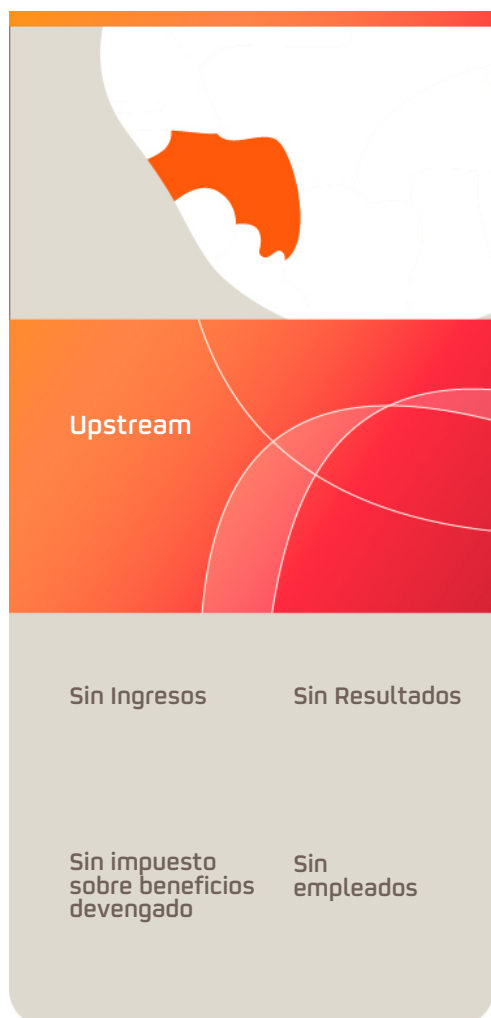 Upstream
Sin Ingresos
Sin Resultados
Sin impuesto
sobre beneficios
devengado
Sin
empleados